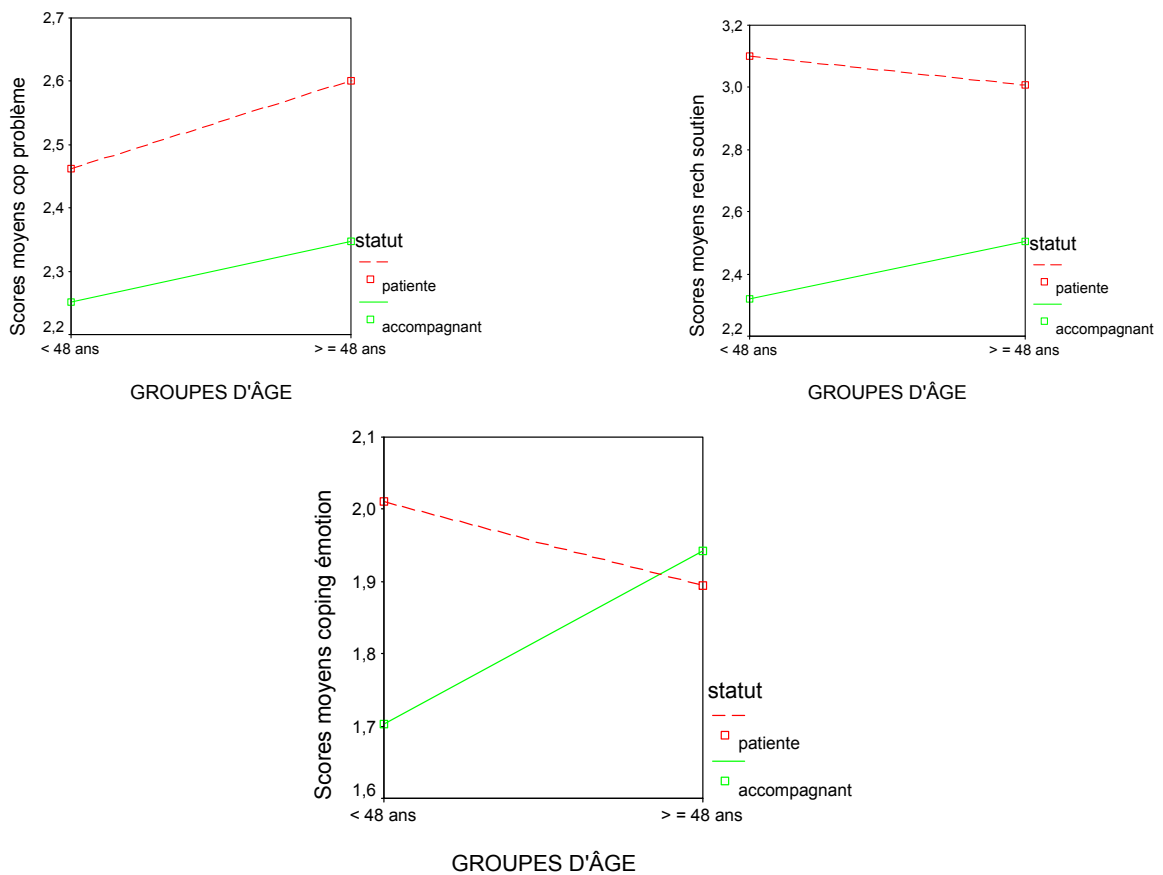 2,7
2,6
2,5
2,4
2,3
2,2
Scores moyens cop problème
< 48 ans
> = 48 ans
GROUPES D'ÂGE
statut
patiente
accompagnant
3,2
3,0
2,8
2,6
2,4
2,2
Scores moyens rech soutien
< 48 ans
> = 48 ans
GROUPES D'ÂGE
statut
patiente
accompagnant
2,1
2,0
1,9
1,8
1,7
1,6
Scores moyens coping émotion
< 48 ans
> = 48 ans
GROUPES D'ÂGE
statut
patiente
accompagnant